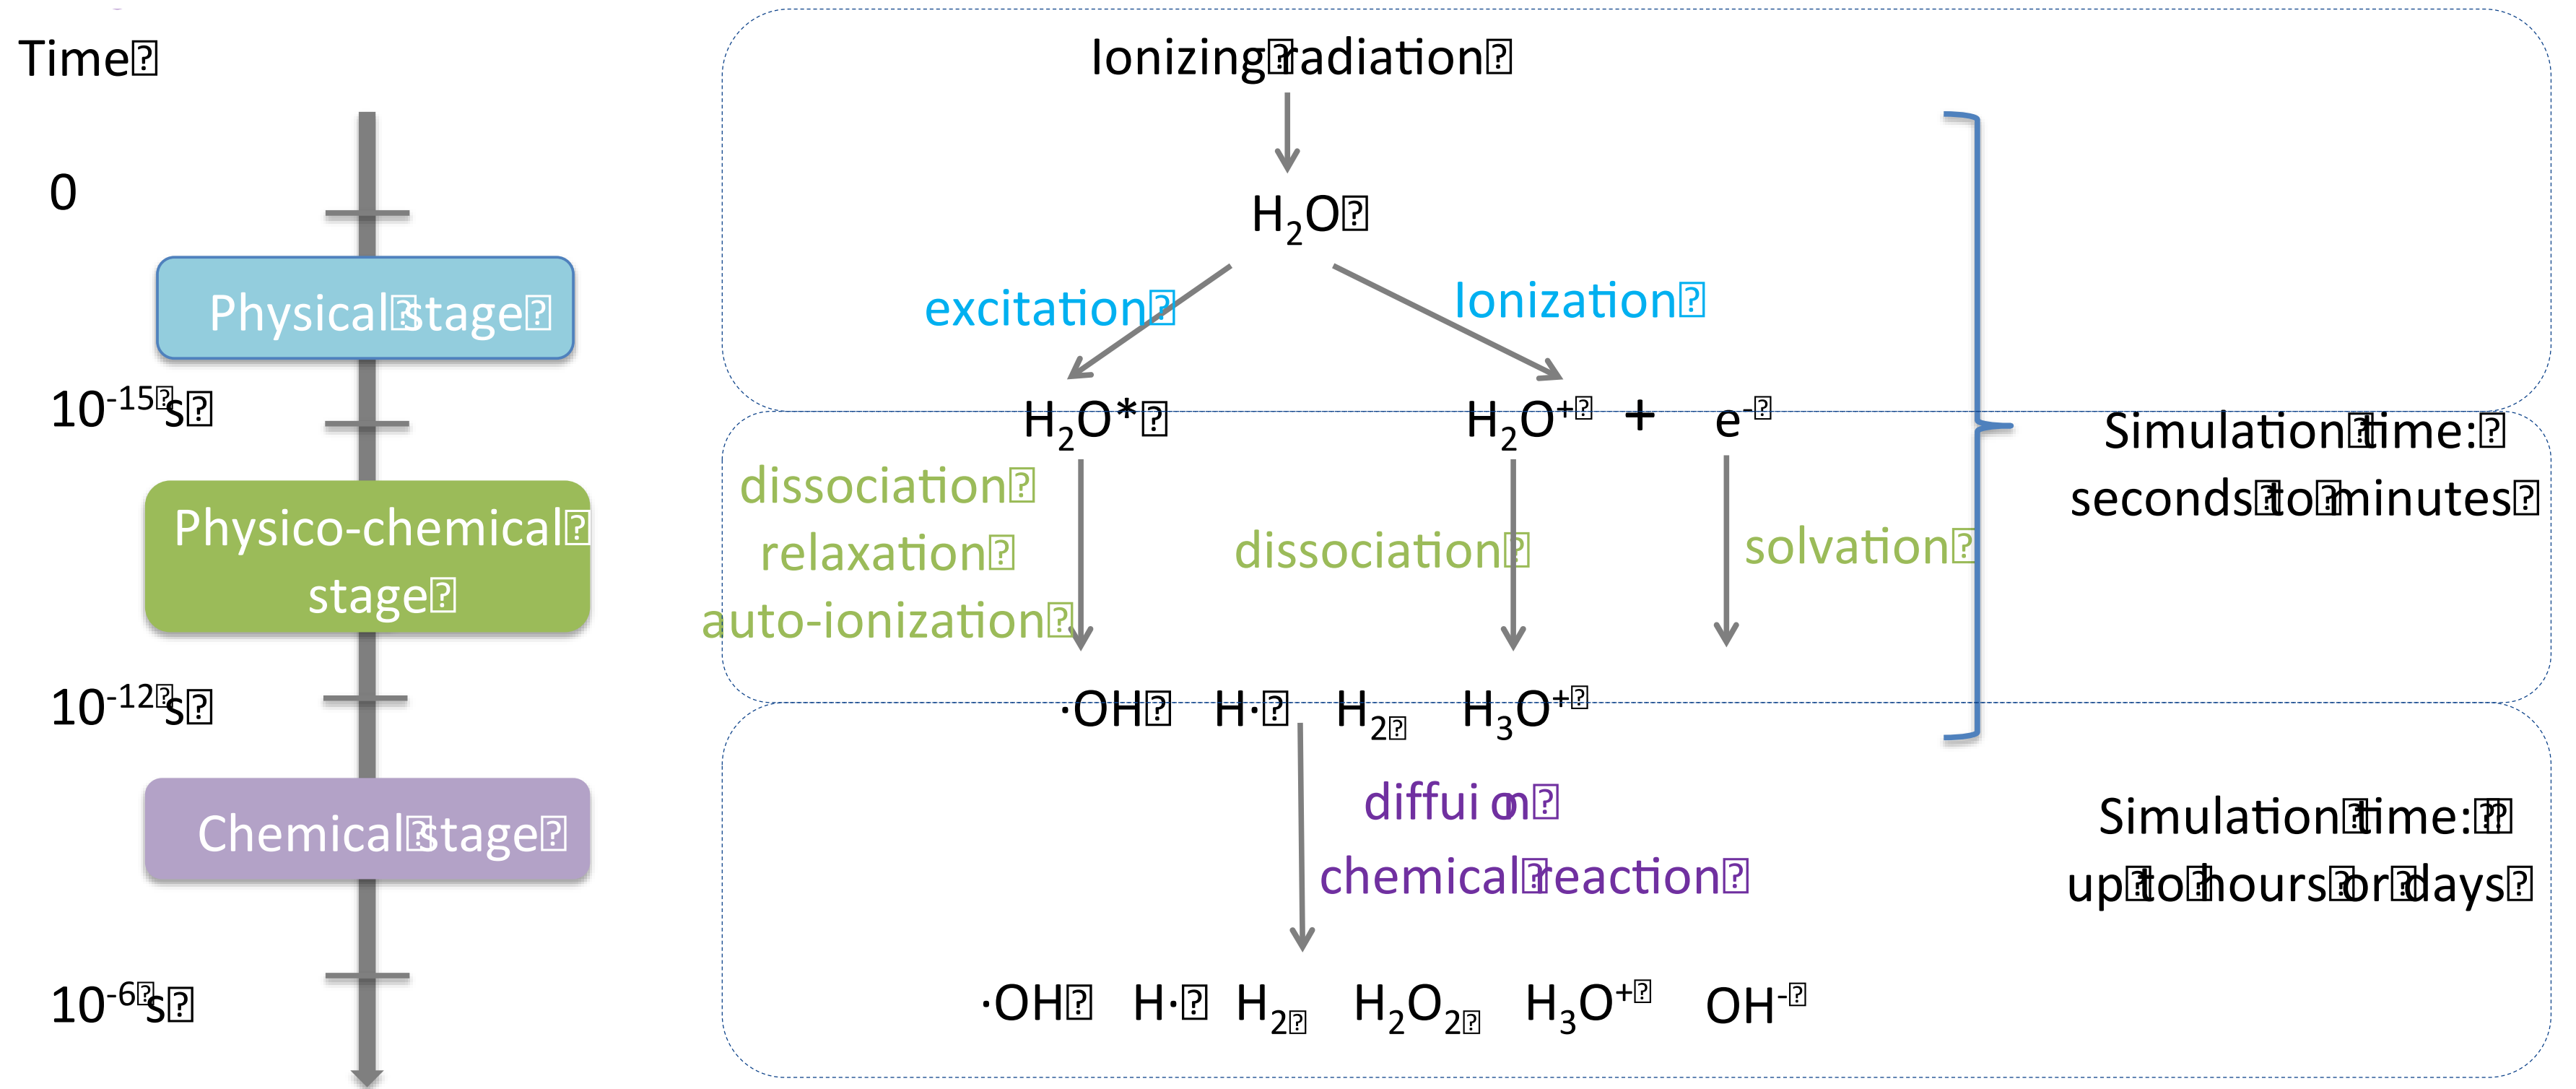 Time
0
Physical stage
10⁻¹⁵ s
Physico-chemical
stage
10⁻¹² s
Chemical stage
10⁻⁶ s
Ionizing radiation
H₂O
excitation
Ionization
H₂O*
H₂O⁺ + e⁻
dissociation
relaxation
auto-ionization
dissociation
solvation
·OH H· H₂ H₃O⁺
diffui on
chemical reaction
·OH H· H₂ H₂O₂ H₃O⁺ OH⁻
Simulation time:
seconds to minutes
Simulation time:
up to hours or days